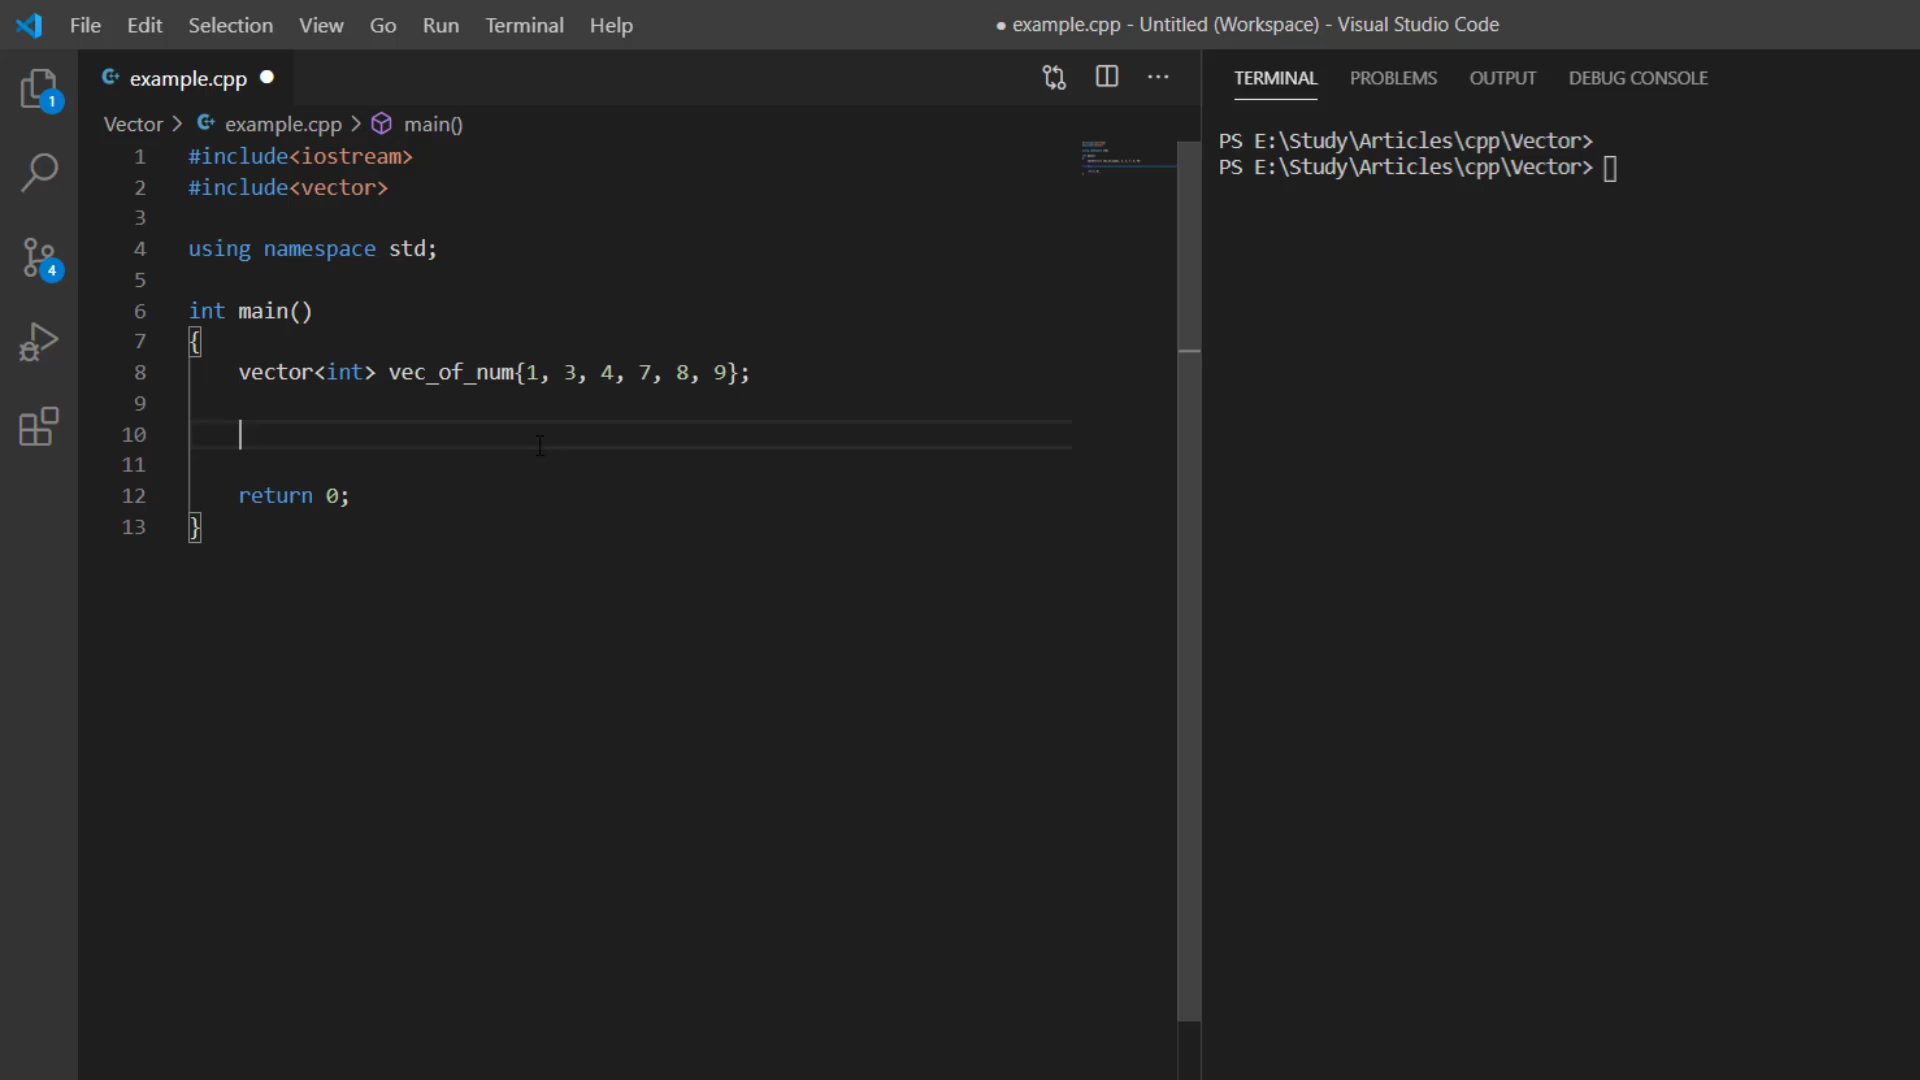 File Edit Selection View Go Run Terminal Help ● example.cpp - Untitled (Workspace) - Visual Studio Code
example.cpp ●
TERMINAL PROBLEMS OUTPUT DEBUG CONSOLE
1
4
Vector > example.cpp > main()
1 #include<iostream>
2 #include<vector>
3
4 using namespace std;
5
6 int main()
7 {
8 vector<int> vec_of_num{1, 3, 4, 7, 8, 9};
9
10
11
12 return 0;
13 }
PS E:\Study\Articles\cpp\Vector>
PS E:\Study\Articles\cpp\Vector>